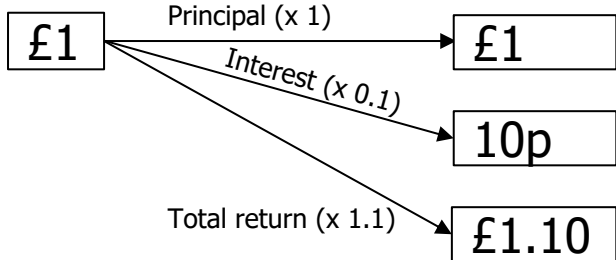 Principal (x 1)
£1
£1
Interest (x 0.1)
10p
Total return (x 1.1)
£1.10